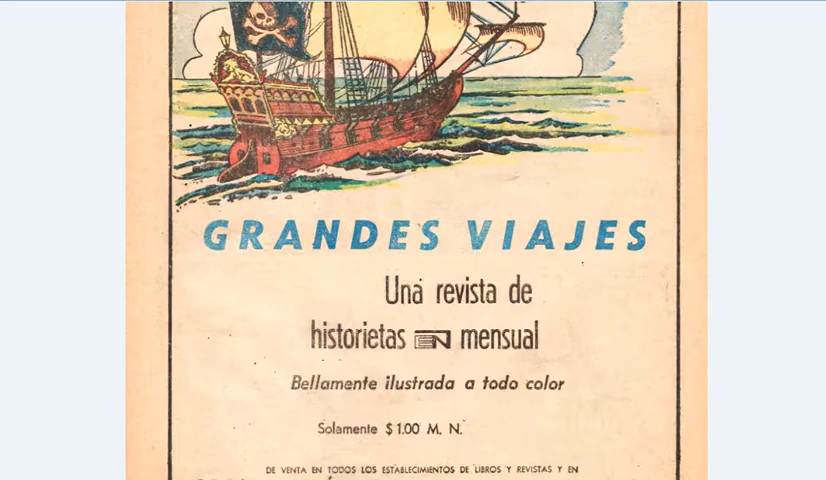 GRANDES VIAJES
Una revista de
historietas EN mensual
Bellamente ilustrada a todo color
Solamente $1.00 M. N.
DE VENTA EN TODOS LOS ESTABLECIMIENTOS DE LIBROS Y REVISTAS Y EN